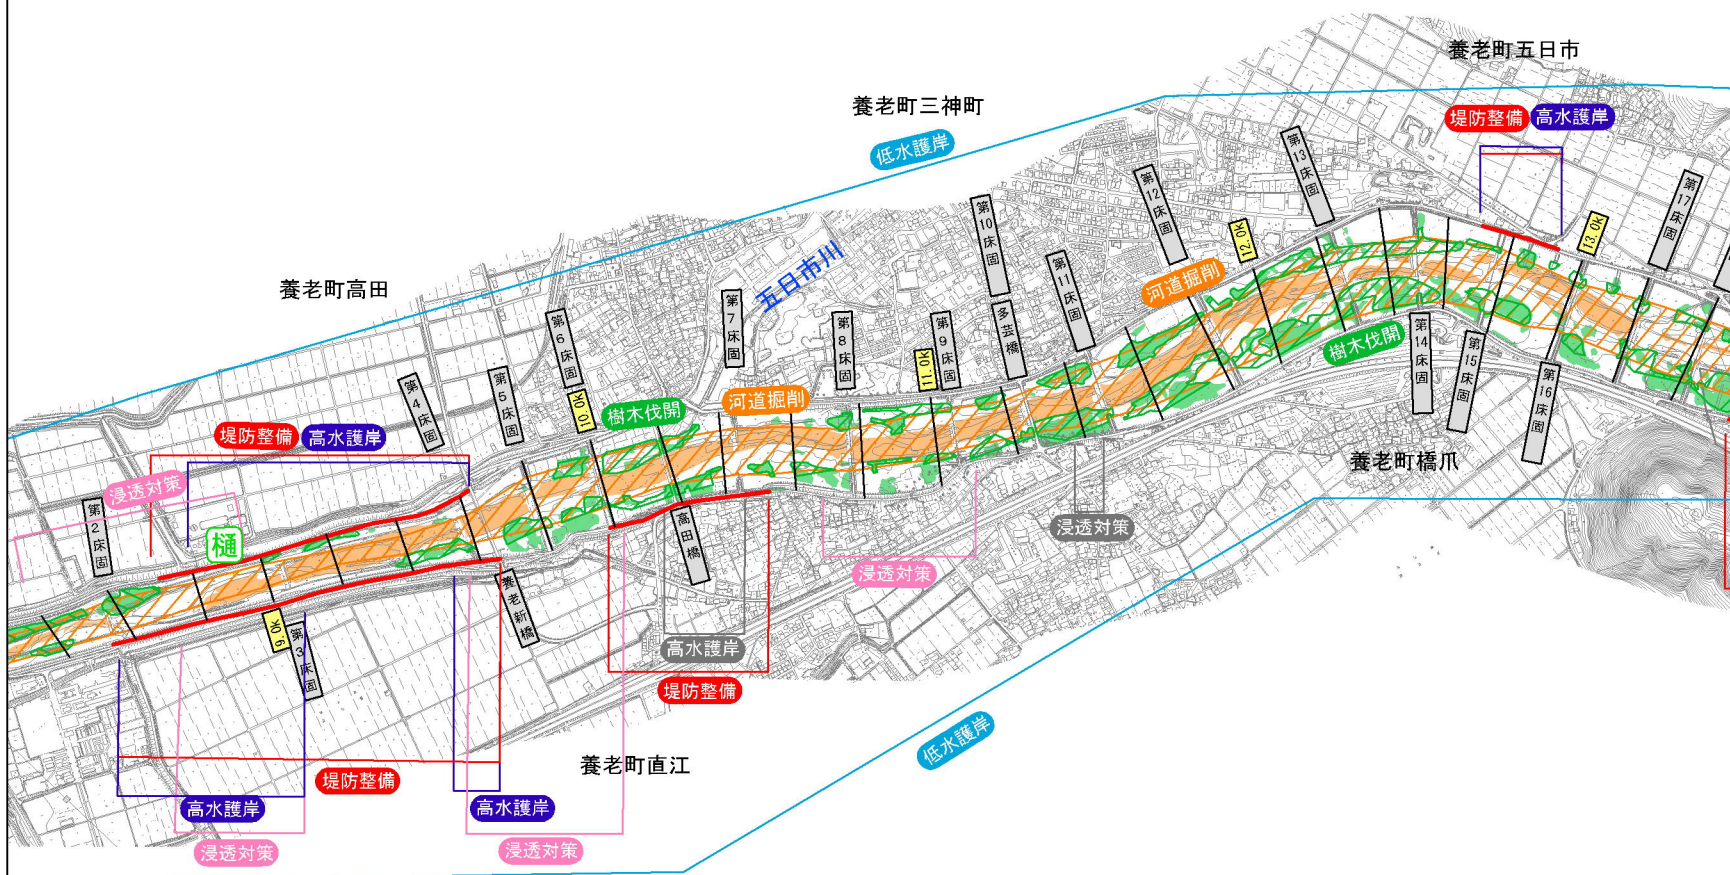 養老町五日市
養老町三神町
堤防整備
高水護岸
低水護岸
第13床固
第12床固
第17床固
第10床固
12.0K
13.0K
五日市川
第11床固
養老町高田
河道掘削
第7床固
第6床固
第8床固
第9床固
多芸橋
11.0K
樹木伐開
第14床固
第15床固
第16床固
第4床固
第5床固
10.0K
樹木伐開
河道掘削
堤防整備
高水護岸
養老町橋爪
浸透対策
第2床固
樋
高田橋
浸透対策
浸透対策
養老新橋
9.0K
第3床固
高水護岸
堤防整備
低水護岸
養老町直江
堤防整備
高水護岸
高水護岸
浸透対策
浸透対策